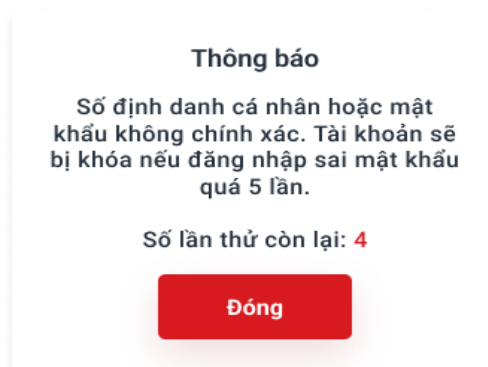 Thông báo
Số định danh cá nhân hoặc mật
khẩu không chính xác. Tài khoản sẽ
bị khóa nếu đăng nhập sai mật khẩu
quá 5 lần.
Số lần thử còn lại: 4
Đóng